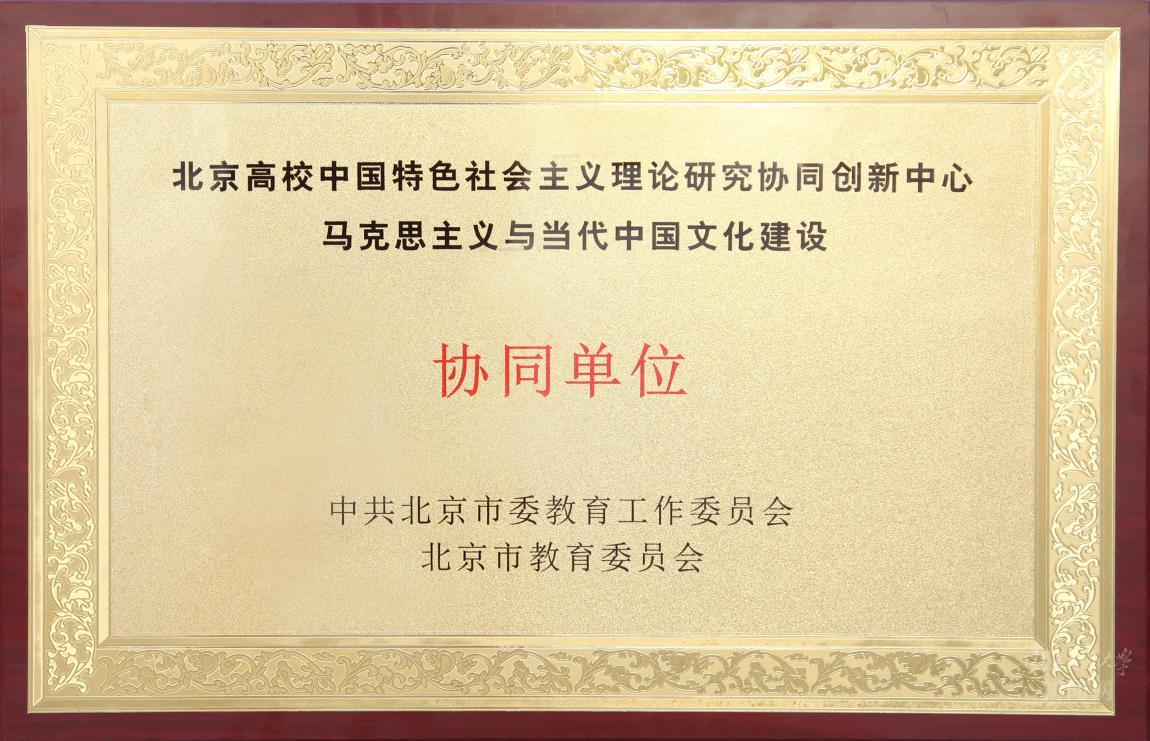 北京高校中国特色社会主义理论研究协同创新中心
马克思主义与当代中国文化建设
协同单位
中共北京市委教育工作委员会
北京市教育委员会